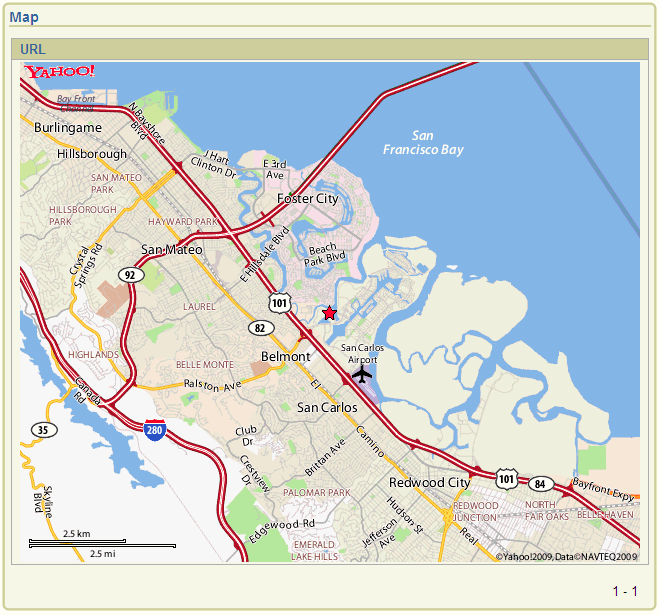 Map
URL
YAHOO!
Bay Front
Burlingame
N Bayshore
Blvd
Hillsborough
J Hart
Clinton Dr
E 3rd
Ave
San
Francisco Bay
SAN MATEO
PARK
Foster City
HILLSBOROUGH
PARK
HAYWARD PARK
San Mateo
E Hillsdale Blvd
Beach
Park Blvd
Crystal
Springs Rd
92
LAUREL
101
82
HIGHLANDS
BELLE MONTE
Belmont
San Carlos
Airport
Ralston Ave
Canada
Rd
El
Camino
Real
San Carlos
35
280
Club
Dr
Brittan Ave
Crestview
Dr
Redwood City
101
84
Bayfront Expy
Skyline
Blvd
PALOMAR PARK
Hudson St
REDWOOD
JUNCTION
NORTH
FAIR OAKS
BELLE HAVEN
Edgewood Rd
Jefferson
Ave
EMERALD
LAKE HILLS
2.5 km
2.5 mi
©Yahoo!2009,Data©NAVTEQ2009
1 - 1